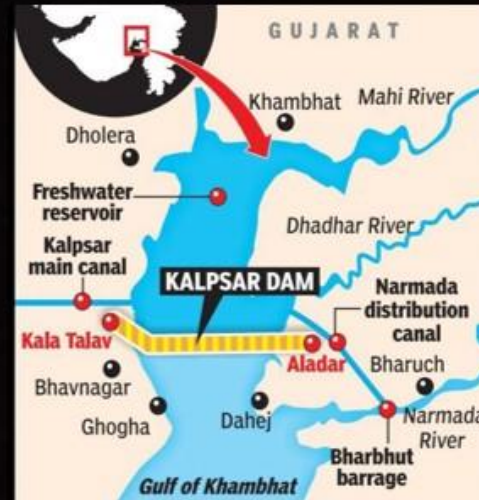 GUJARAT
Khambhat
Mahi River
Dholera
Freshwater
reservoir
Dhadhar River
Kalpsar
main canal
KALPSAR DAM
Narmada
distribution
canal
Kala Talav
Aladar
Bharuch
Bhavnagar
Ghogha
Dahej
Narmada
River
Bharbhut
barrage
Gulf of Khambhat